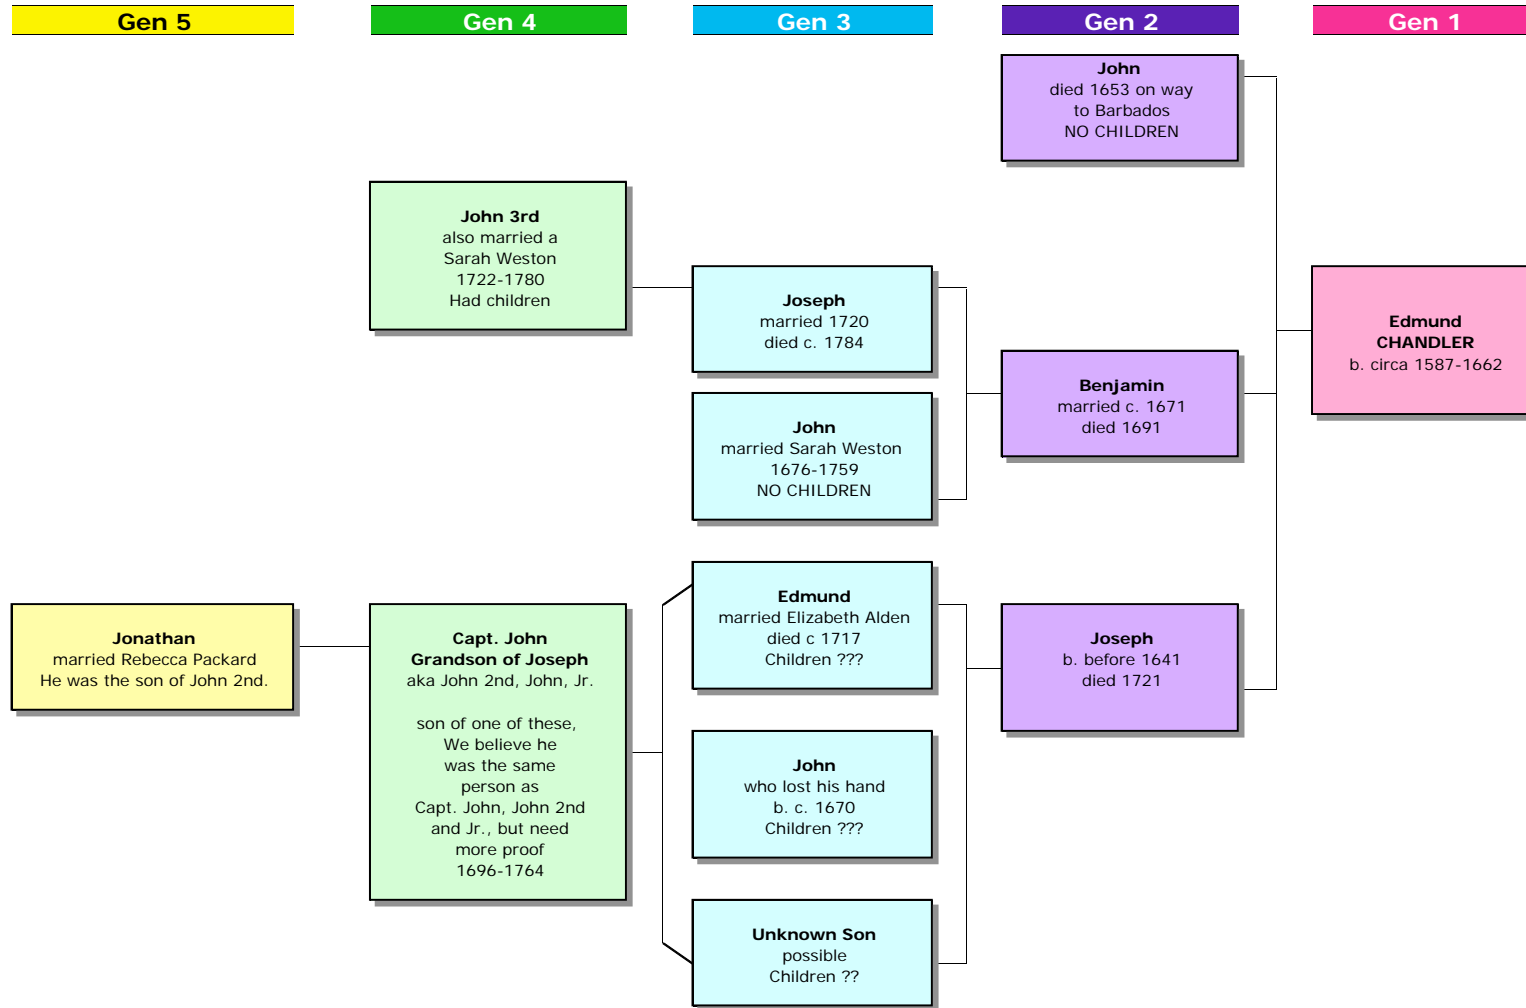 Gen 5
Gen 4
Gen 3
Gen 2
Gen 1
John
died 1653 on way
to Barbados
NO CHILDREN
John 3rd
also married a
Sarah Weston
1722-1780
Had children
Joseph
married 1720
died c. 1784
Edmund
CHANDLER
b. circa 1587-1662
Benjamin
married c. 1671
died 1691
John
married Sarah Weston
1676-1759
NO CHILDREN
Jonathan
married Rebecca Packard
He was the son of John 2nd.
Capt. John
Grandson of Joseph
aka John 2nd, John, Jr.
son of one of these,
We believe he
was the same
person as
Capt. John, John 2nd
and Jr., but need
more proof
1696-1764
Edmund
married Elizabeth Alden
died c 1717
Children ???
Joseph
b. before 1641
died 1721
John
who lost his hand
b. c. 1670
Children ???
Unknown Son
possible
Children ??